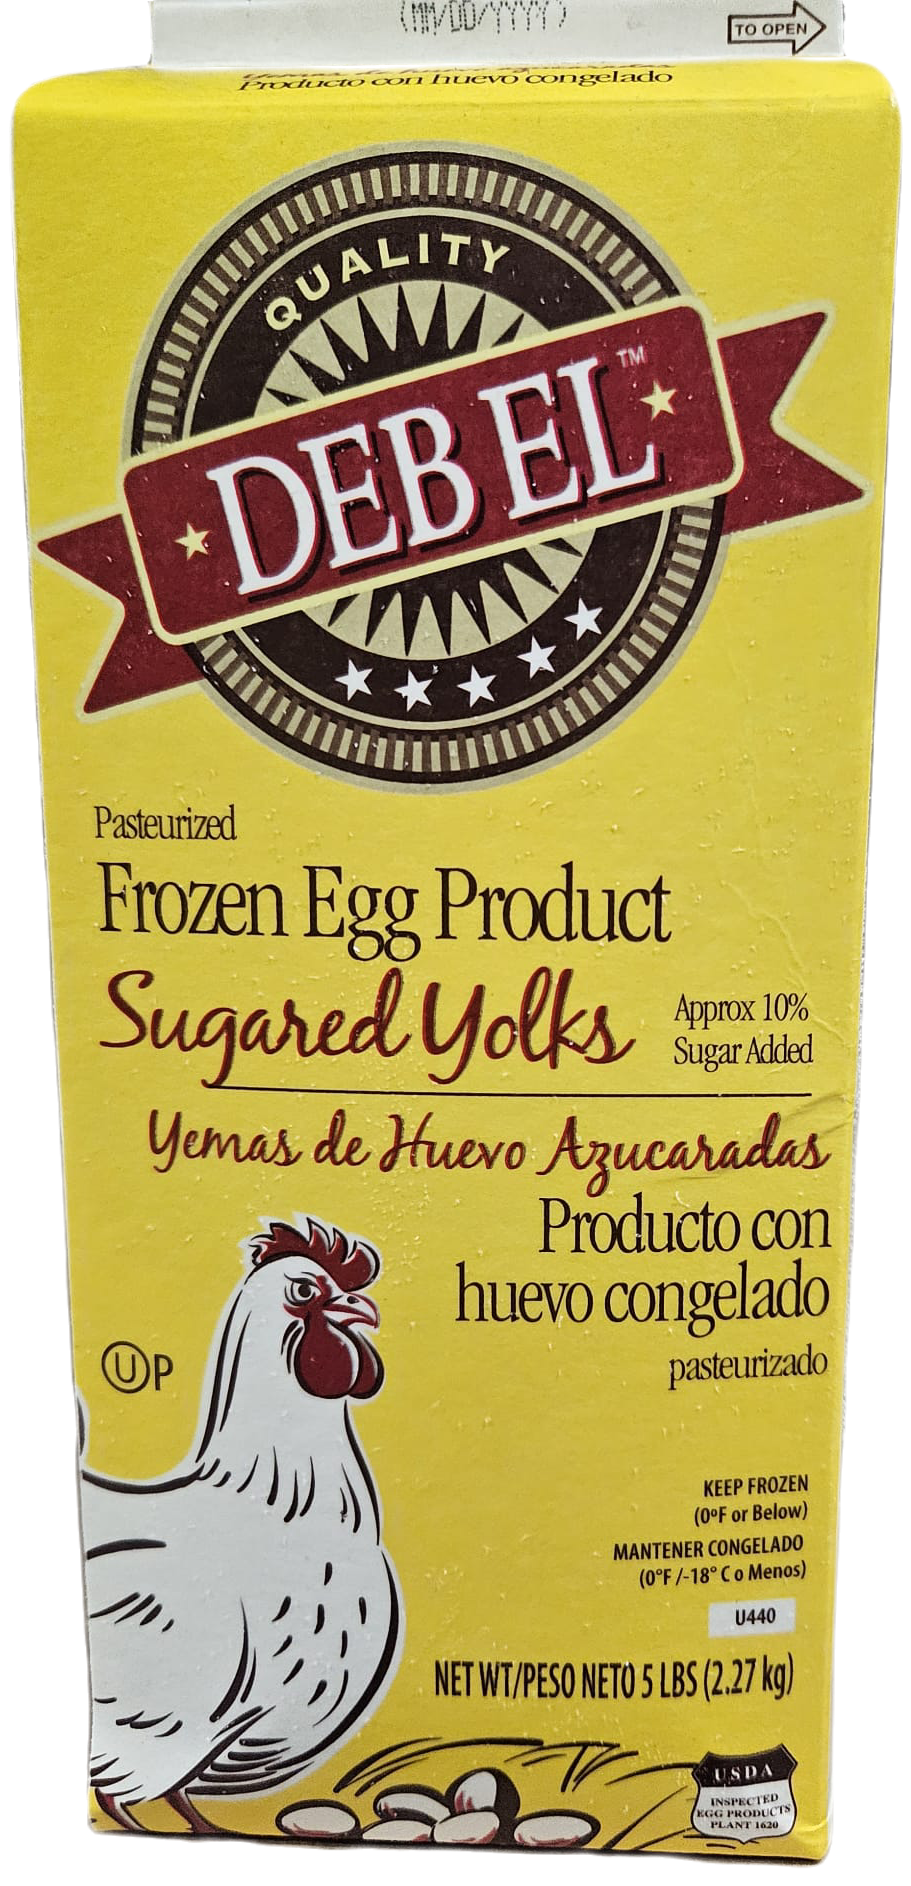 (MM/DD/YYYY)
TO OPEN
Producto con huevo congelado
QUALITY
DEB EL™
Pasteurized
Frozen Egg Product
Sugared Yolks
Approx 10%
Sugar Added
Yemas de Huevo Azucaradas
Producto con
huevo congelado
pasteurizado
UP
KEEP FROZEN
(0ºF or Below)
MANTENER CONGELADO
(0°F /-18° C o Menos)
U440
NET WT/PESO NETO 5 LBS (2.27 kg)
USDA
INSPECTED
EGG PRODUCTS
PLANT 1620